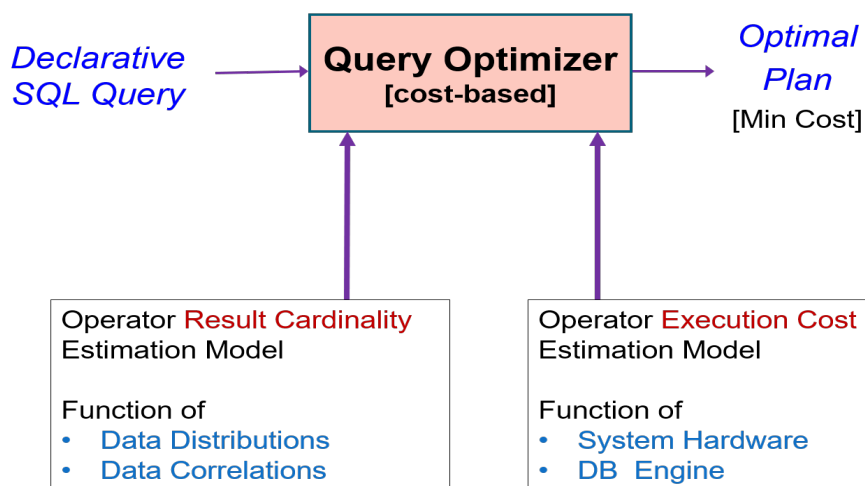 Declarative
SQL Query
Query Optimizer
[cost-based]
Optimal
Plan
[Min Cost]
Operator Result Cardinality
Estimation Model
Function of
• Data Distributions
• Data Correlations
Operator Execution Cost
Estimation Model
Function of
• System Hardware
• DB Engine